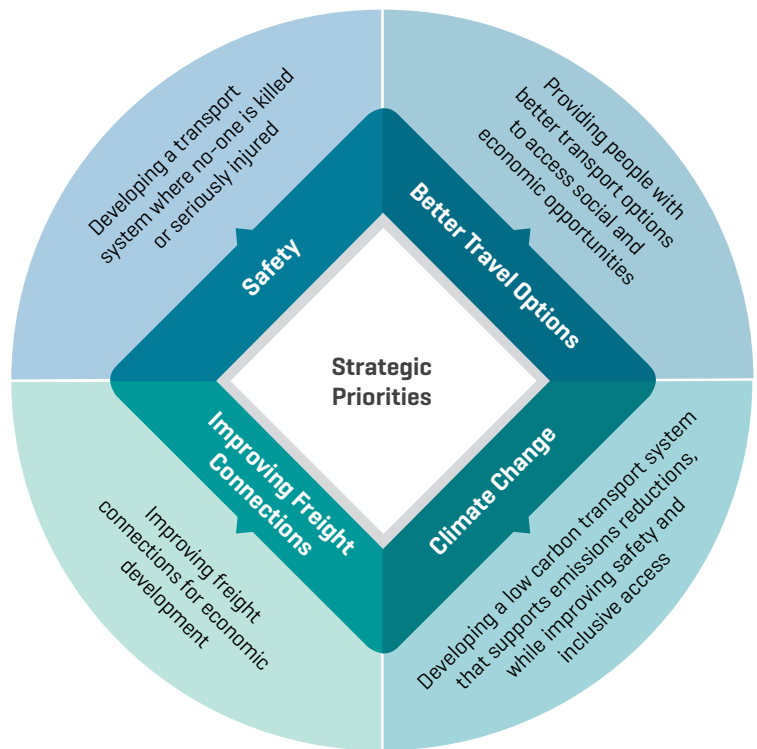 Developing a transport
system where no-one is killed
or seriously injured
Safety
Providing people with
better transport options
to access social and
economic opportunities
Better Travel Options
Strategic
Priorities
Improving Freight
Connections
Improving freight
connections for economic
development
Climate Change
Developing a low carbon transport system
that supports emissions reductions,
while improving safety and
inclusive access